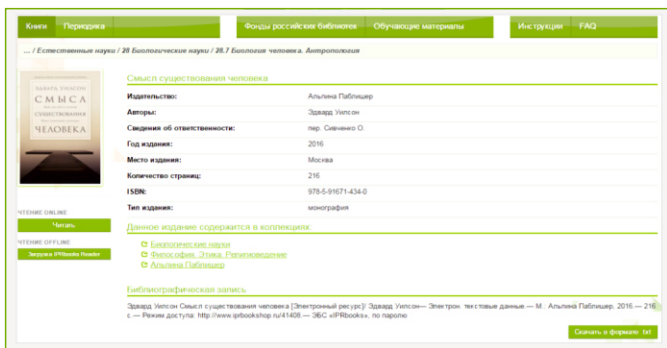 Книги Периодика Фонды российских библиотек Обучающие материалы Инструкции FAQ
... / Естественные науки / 28 Биологические науки / 28.7 Биология человека. Антропология
ЭДВАРД УИЛСОН
СМЫСЛ
СУЩЕСТВОВАНИЯ
ЧЕЛОВЕКА
Смысл существования человека
Издательство: Альпина Паблишер
Авторы: Эдвард Уилсон
Сведения об ответственности: пер. Сивченко О.
Год издания: 2016
Место издания: Москва
Количество страниц: 216
ISBN: 978-5-91671-434-0
Тип издания: монография
ЧТЕНИЕ ONLINE
Читать
ЧТЕНИЕ OFFLINE
Загрузка IPRbooks Reader
Данное издание содержится в коллекциях
Биологические науки
Философия. Этика. Религиоведение
Альпина Паблишер
Библиографическая запись
Эдвард Уилсон Смысл существования человека [Электронный ресурс]/ Эдвард Уилсон— Электрон. текстовые данные.— М.: Альпина Паблишер, 2016.— 216
c.— Режим доступа: http://www.iprbookshop.ru/41408.— ЭБС «IPRbooks», по паролю
Скачать в формате .txt